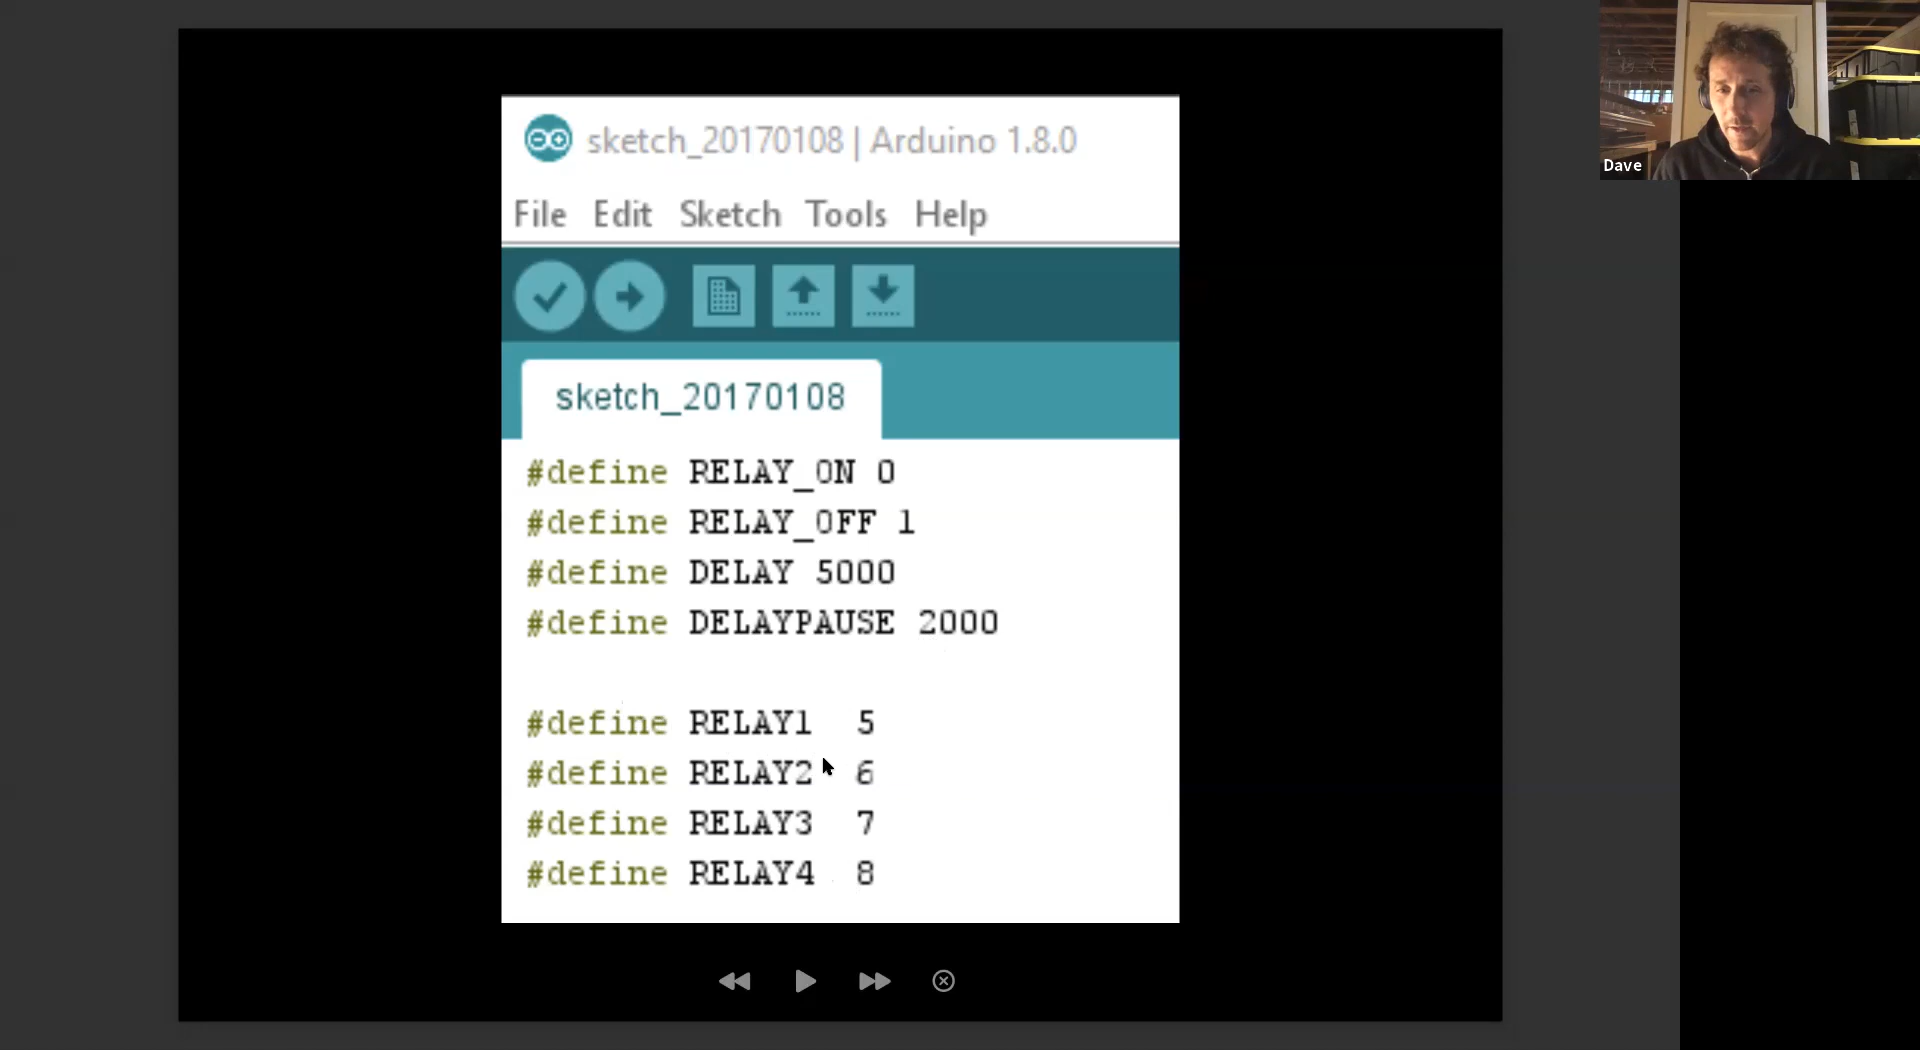 sketch_20170108 | Arduino 1.8.0
File Edit Sketch Tools Help
sketch_20170108
#define RELAY_ON 0
#define RELAY_OFF 1
#define DELAY 5000
#define DELAYPAUSE 2000
#define RELAY1 5
#define RELAY2 6
#define RELAY3 7
#define RELAY4 8
Dave